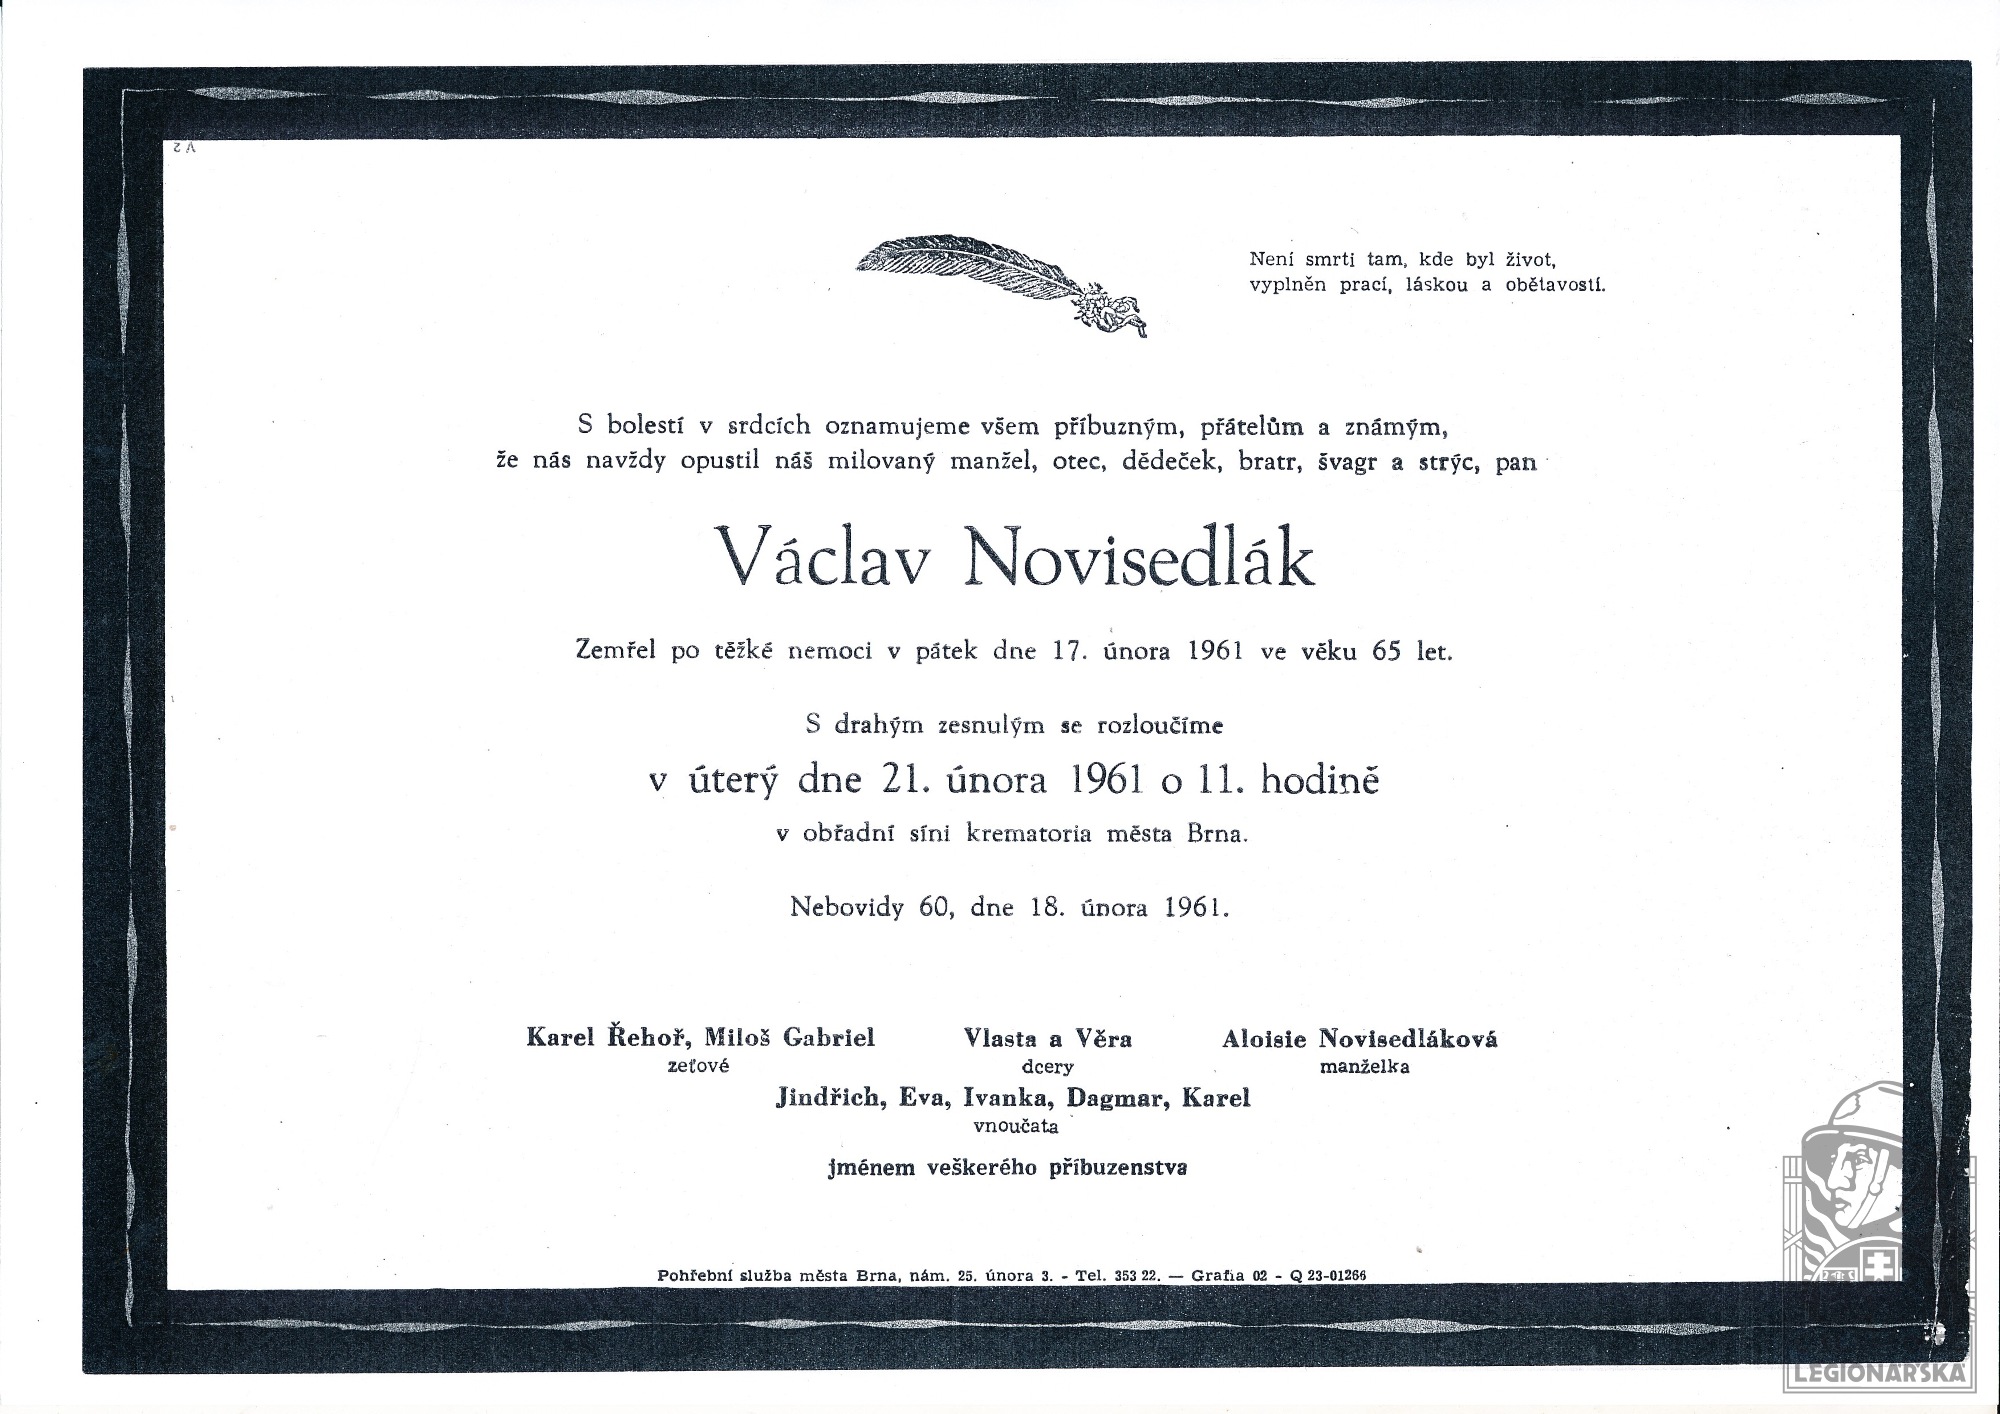 Není smrti tam, kde byl život,
vyplněn prací, láskou a obětavostí.
S bolestí v srdcích oznamujeme všem příbuzným, přátelům a známým,
že nás navždy opustil náš milovaný manžel, otec, dědeček, bratr, švagr a strýc, pan
Václav Novisedlák
Zemřel po těžké nemoci v pátek dne 17. února 1961 ve věku 65 let.
S drahým zesnulým se rozloučíme
v úterý dne 21. února 1961 o 11. hodině
v obřadní síni krematoria města Brna.
Nebovidy 60, dne 18. února 1961.
Karel Řehoř, Miloš Gabriel
zeťové
Vlasta a Věra
dcery
Aloisie Novisedláková
manželka
Jindřich, Eva, Ivanka, Dagmar, Karel
vnoučata
jménem veškerého příbuzenstva
Pohřební služba města Brna, nám. 25. února 3. - Tel. 353 22. — Grafia 02 - Q 23-01266
LEGIONÁŘSKÁ